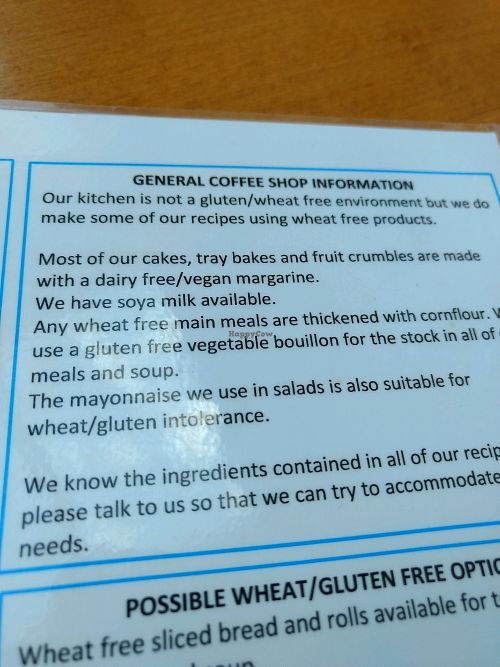 GENERAL COFFEE SHOP INFORMATION
Our kitchen is not a gluten/wheat free environment but we do
make some of our recipes using wheat free products.
Most of our cakes, tray bakes and fruit crumbles are made
with a dairy free/vegan margarine.
We have soya milk available.
Any wheat free main meals are thickened with cornflour.
use a gluten free vegetable bouillon for the stock in all of
meals and soup.
The mayonnaise we use in salads is also suitable for
wheat/gluten intolerance.
We know the ingredients contained in all of our recip
please talk to us so that we can try to accommodate
needs.
POSSIBLE WHEAT/GLUTEN FREE OPTIO
Wheat free sliced bread and rolls available for t
HappyCow